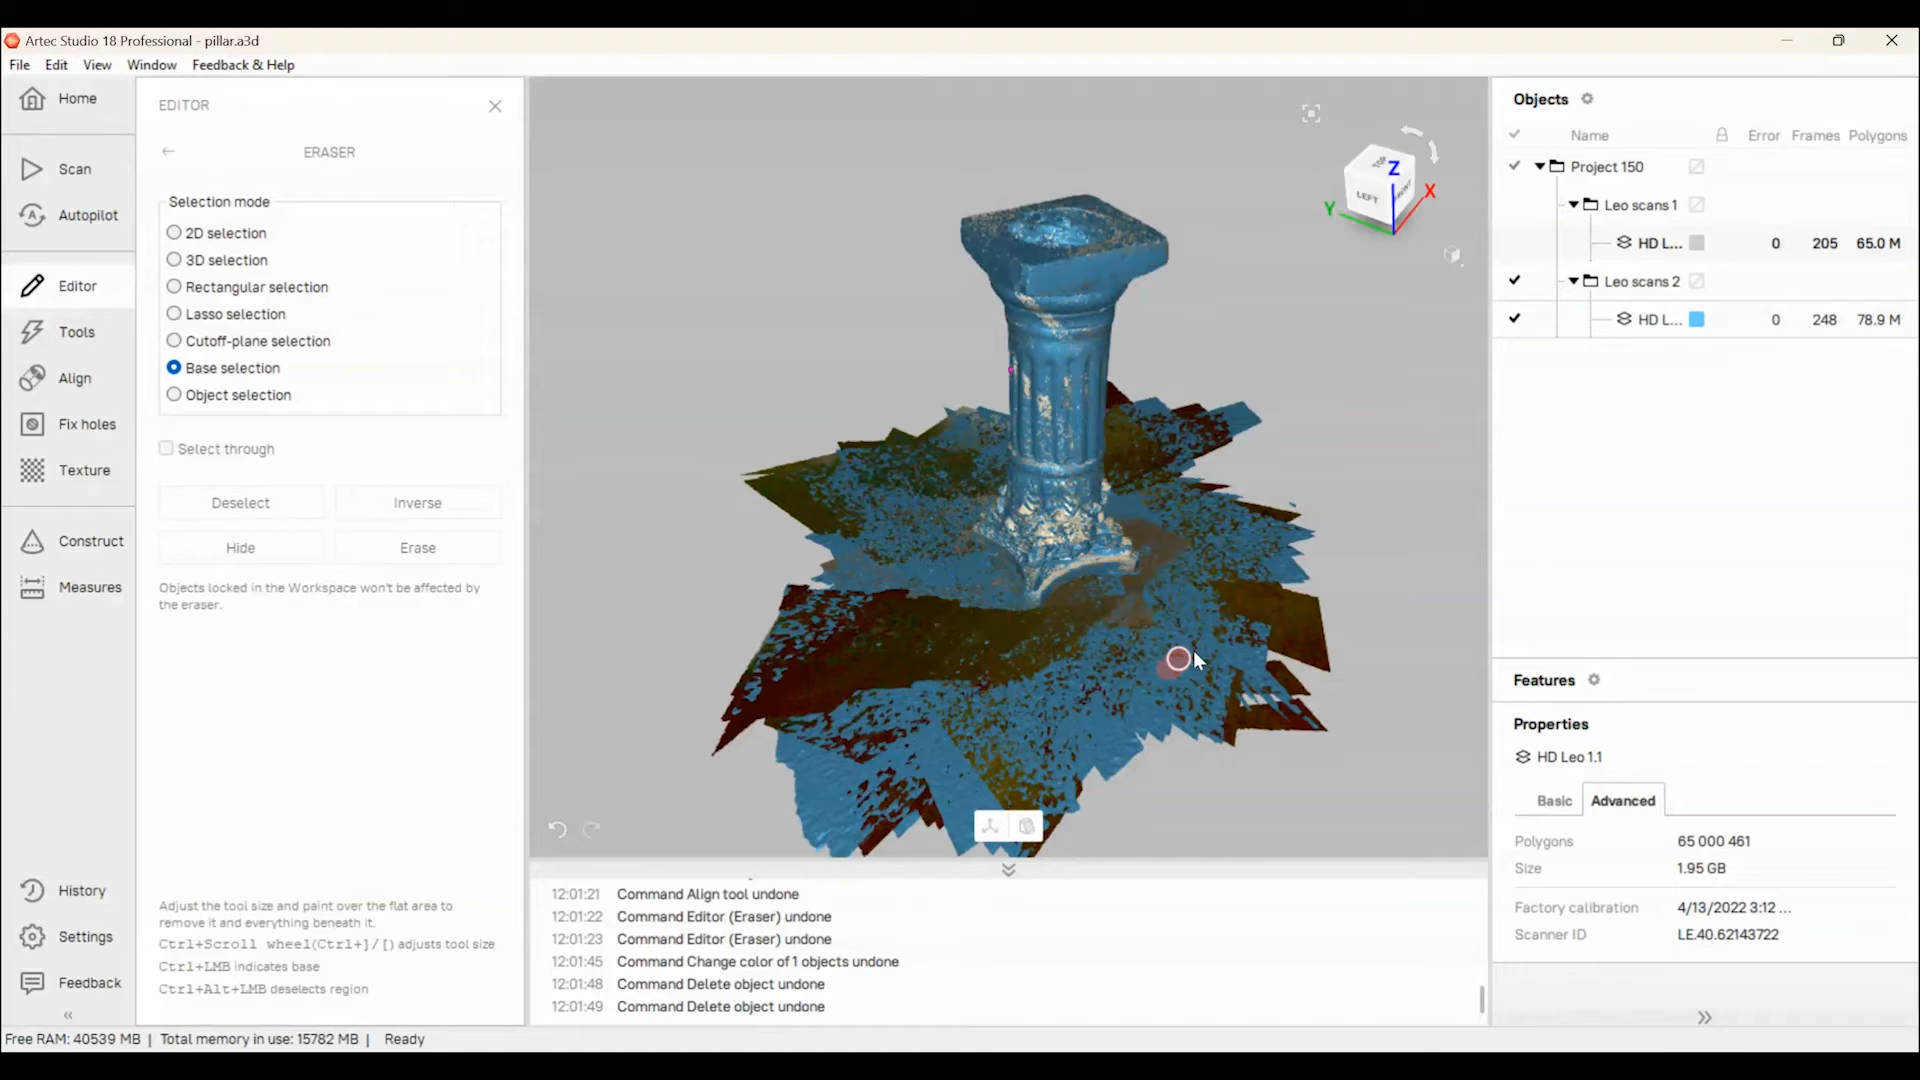 Artec Studio 18 Professional - pillar.a3d
File Edit View Window Feedback & Help
Home
Scan
Autopilot
Editor
Tools
Align
Fix holes
Texture
Construct
Measures
History
Settings
Feedback
EDITOR
ERASER
Selection mode
2D selection
3D selection
Rectangular selection
Lasso selection
Cutoff-plane selection
Base selection
Object selection
Select through
Deselect Inverse
Hide Erase
Objects locked in the Workspace won't be affected by
the eraser.
Adjust the tool size and paint over the flat area to
remove it and everything beneath it.
Ctrl+Scroll wheel(Ctrl+]/[) adjusts tool size
Ctrl+LMB indicates base
Ctrl+Alt+LMB deselects region
TOP
LEFT
FRONT
Z
X
Y
12:01:21 Command Align tool undone
12:01:22 Command Editor (Eraser) undone
12:01:23 Command Editor (Eraser) undone
12:01:45 Command Change color of 1 objects undone
12:01:48 Command Delete object undone
12:01:49 Command Delete object undone
Objects
Name Error Frames Polygons
Project 150
Leo scans 1
HD L... 0 205 65.0 M
Leo scans 2
HD L... 0 248 78.9 M
Features
Properties
HD Leo 1.1
Basic Advanced
Polygons 65 000 461
Size 1.95 GB
Factory calibration 4/13/2022 3:12 ...
Scanner ID LE.40.62143722
Free RAM: 40539 MB | Total memory in use: 15782 MB | Ready